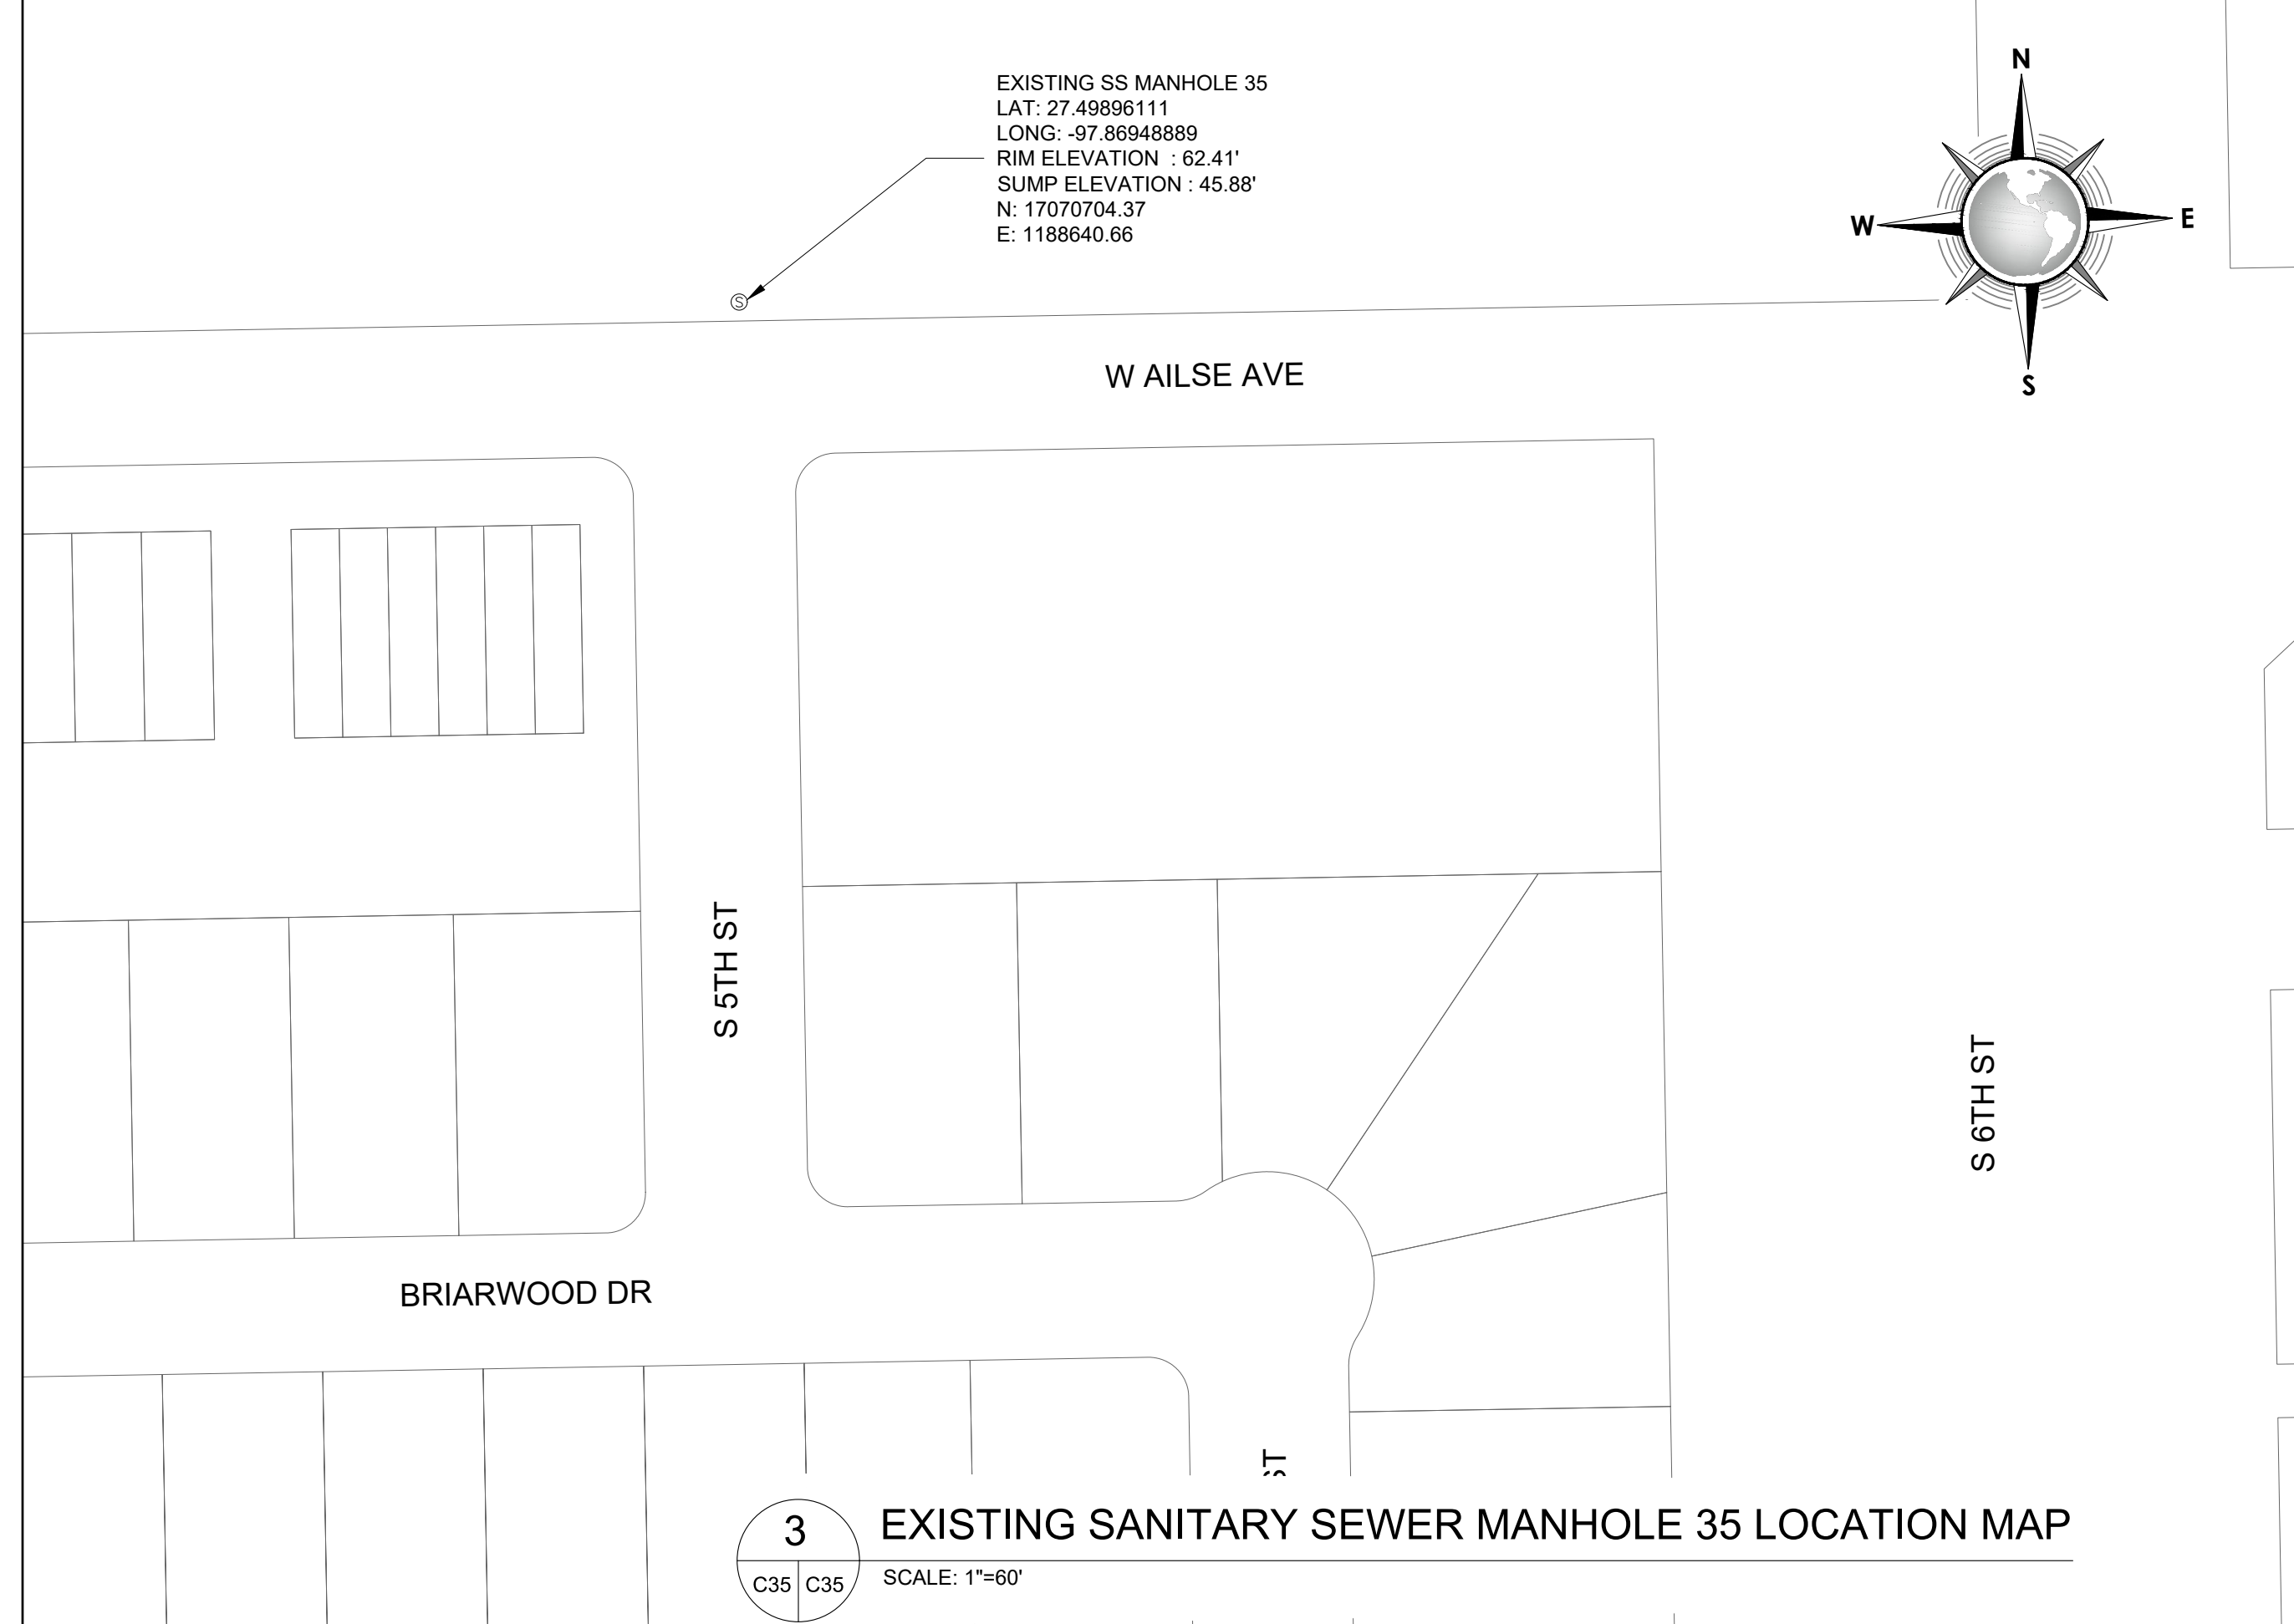 N
EXISTING SS MANHOLE 35
LAT: 27.49896111
LONG: -97.86948889
RIM ELEVATION : 62.41'
SUMP ELEVATION : 45.88'
N: 17070704.37
E: 1188640.66
W
E
S
S
W AILSE AVE
S 5TH ST
S 6TH ST
BRIARWOOD DR
ST
3
EXISTING SANITARY SEWER MANHOLE 35 LOCATION MAP
C35 C35
SCALE: 1"=60'